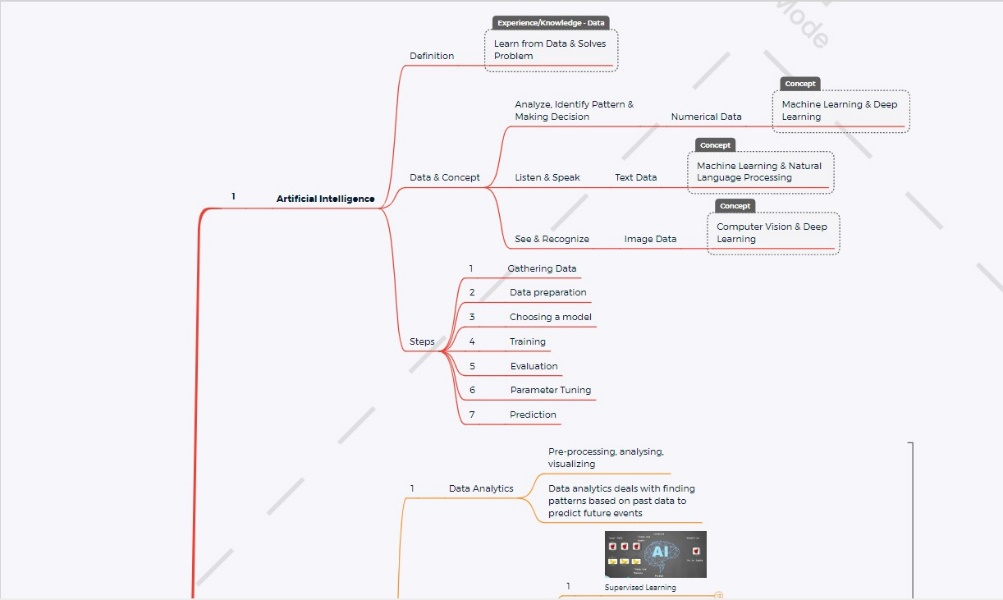 Mode
Experience/Knowledge - Data
Definition
Learn from Data & Solves
Problem
Concept
Analyze, Identify Pattern &
Making Decision
Numerical Data
Machine Learning & Deep
Learning
Concept
Data & Concept
Listen & Speak
Text Data
Machine Learning & Natural
Language Processing
1
Artificial Intelligence
Concept
See & Recognize
Image Data
Computer Vision & Deep
Learning
Steps
1 Gathering Data
2 Data preparation
3 Choosing a model
4 Training
5 Evaluation
6 Parameter Tuning
7 Prediction
1 Data Analytics
Pre-processing, analysing,
visualizing
Data analytics deals with finding
patterns based on past data to
predict future events
AI
1 Supervised Learning